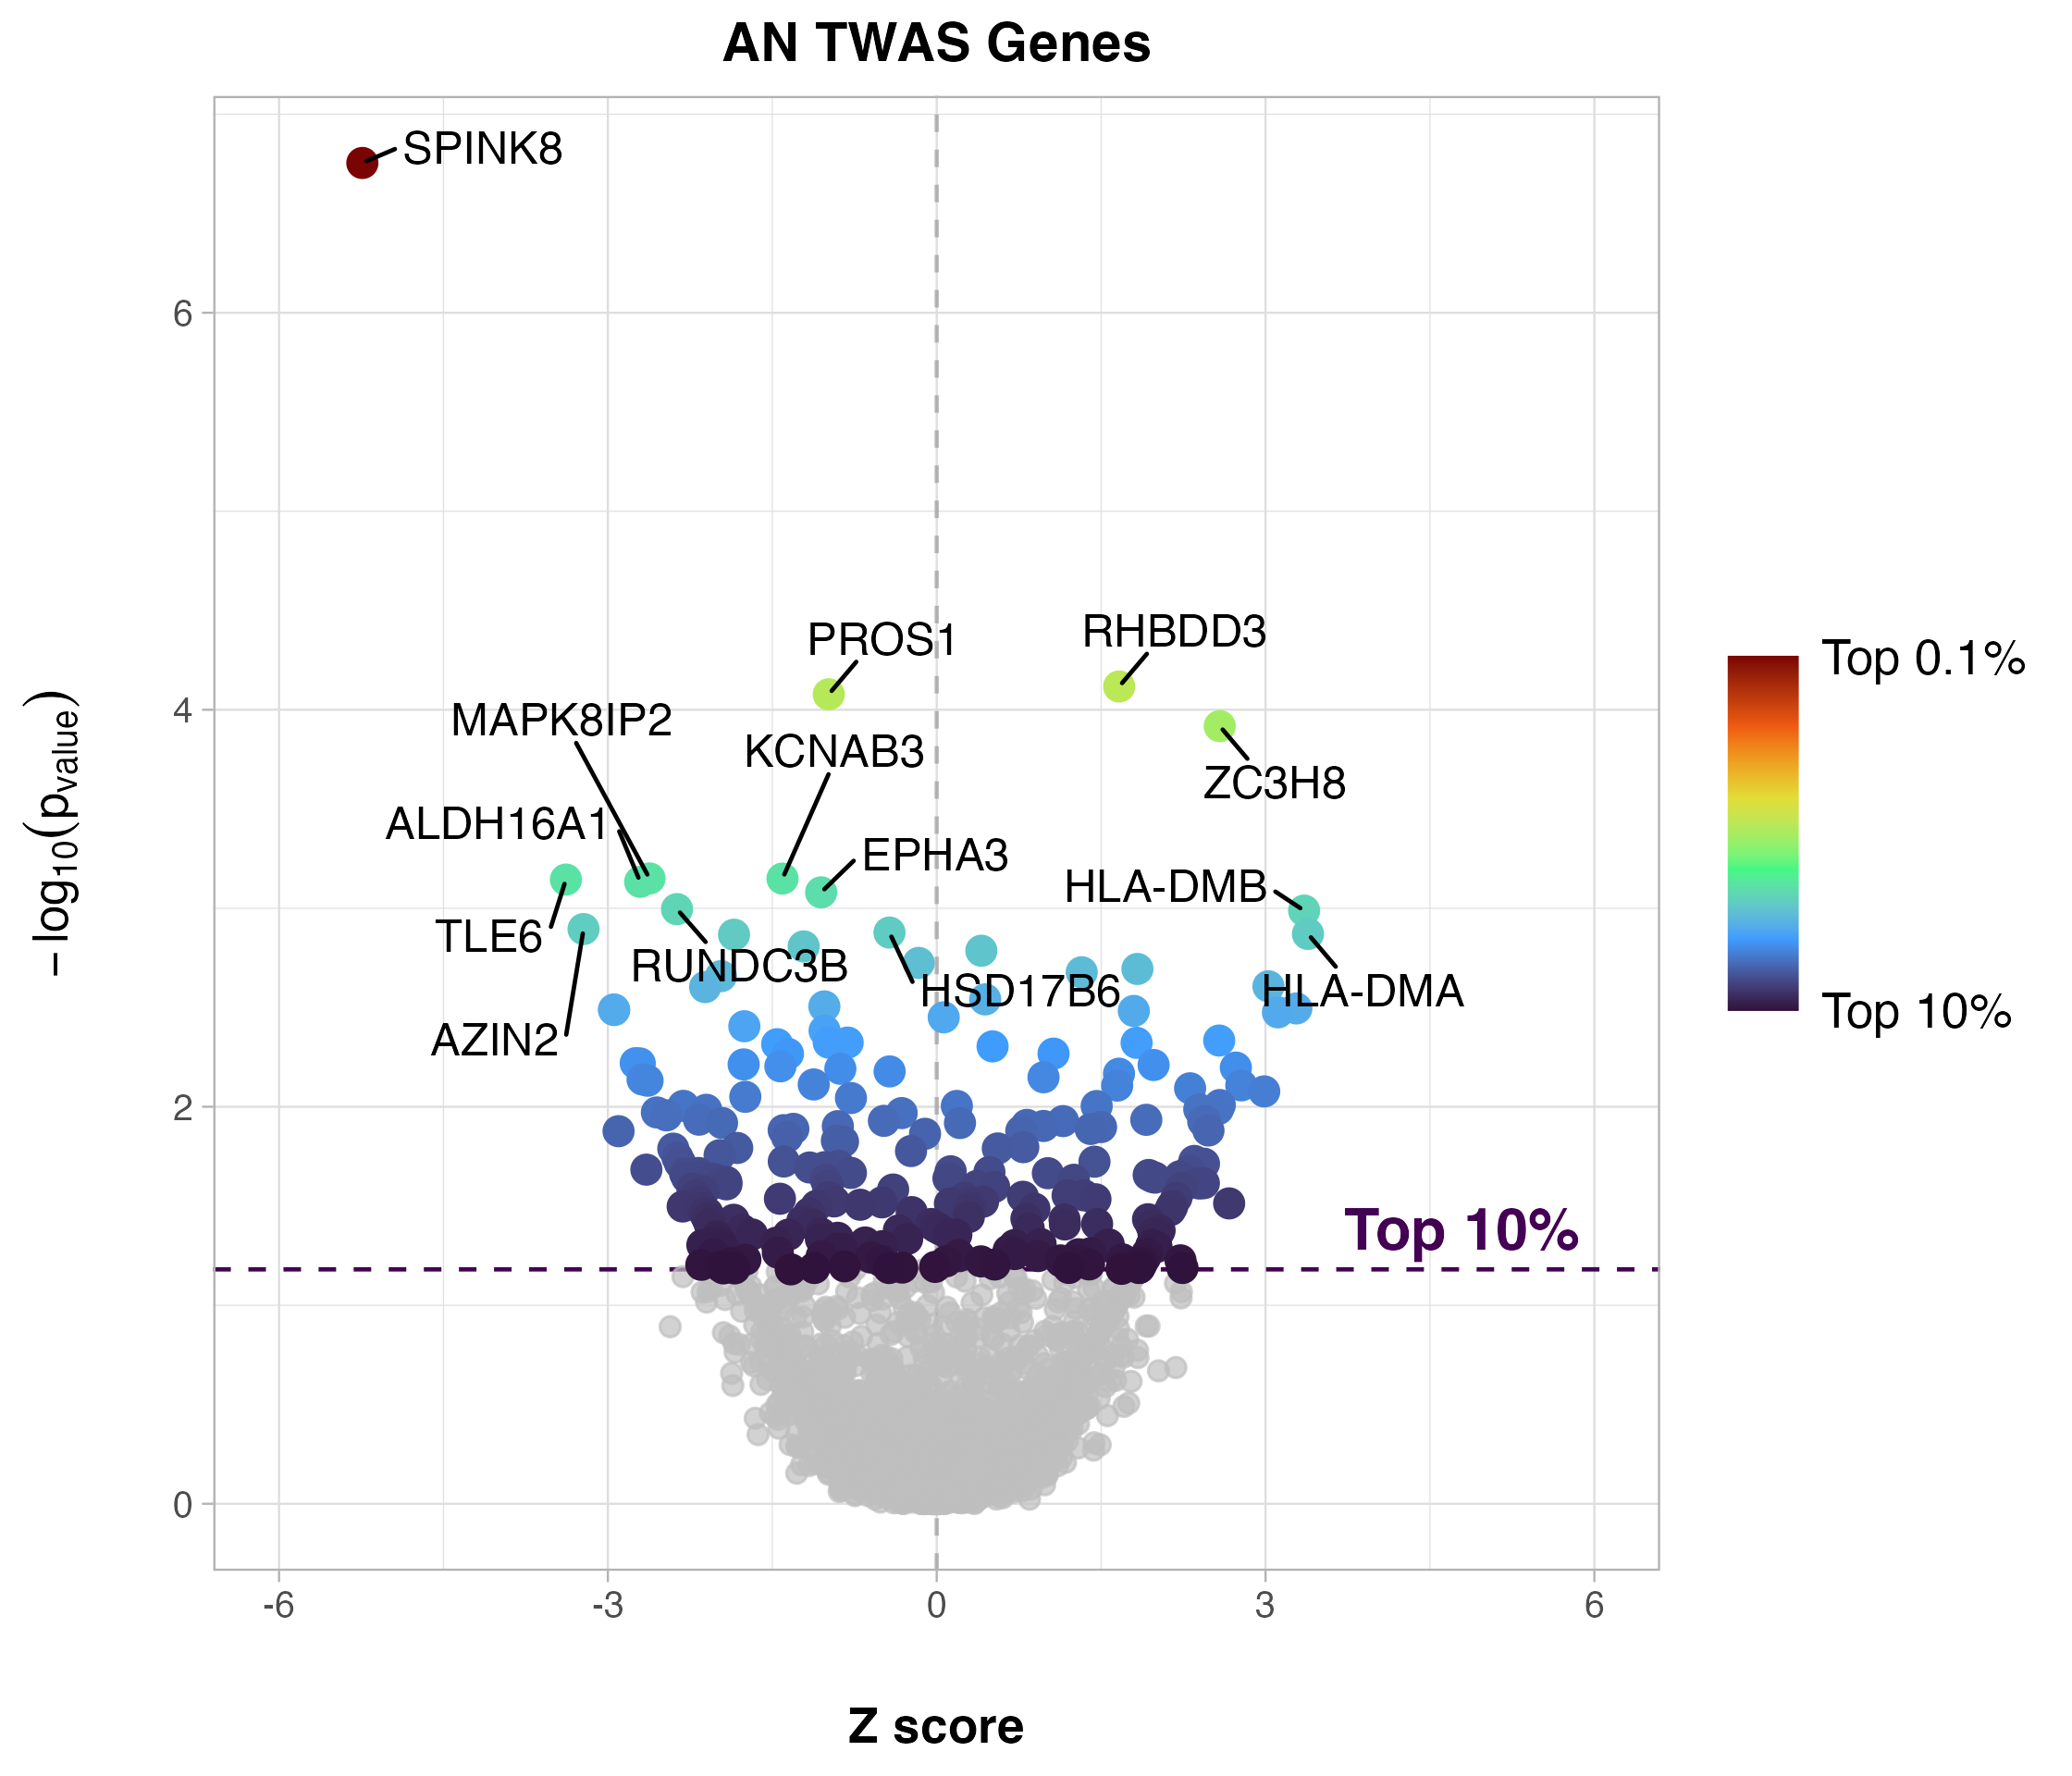 AN TWAS Genes
SPINK8
6
PROS1
RHBDD3
4
MAPK8IP2
KCNAB3
ZC3H8
ALDH16A1
EPHA3
HLA-DMB
TLE6
RUNDC3B
HSD17B6
HLA-DMA
AZIN2
2
Top 10%
0
-6
-3
0
3
6
Z score
−log10(pvalue)
Top 0.1%
Top 10%